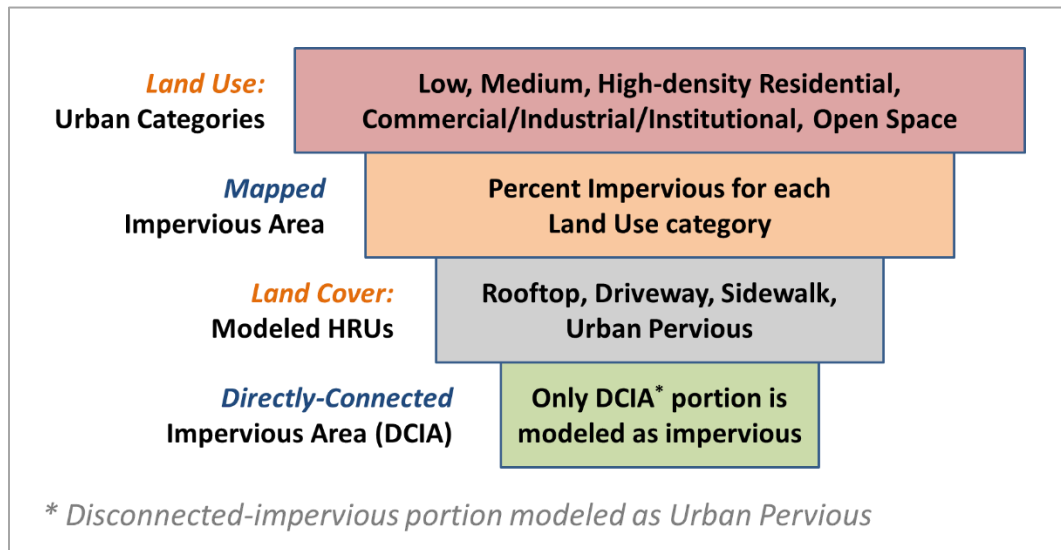 Land Use:
Urban Categories
Low, Medium, High-density Residential,
Commercial/Industrial/Institutional, Open Space
Mapped
Impervious Area
Percent Impervious for each
Land Use category
Land Cover:
Modeled HRUs
Rooftop, Driveway, Sidewalk,
Urban Pervious
Directly-Connected
Impervious Area (DCIA)
Only DCIA* portion is
modeled as impervious
* Disconnected-impervious portion modeled as Urban Pervious